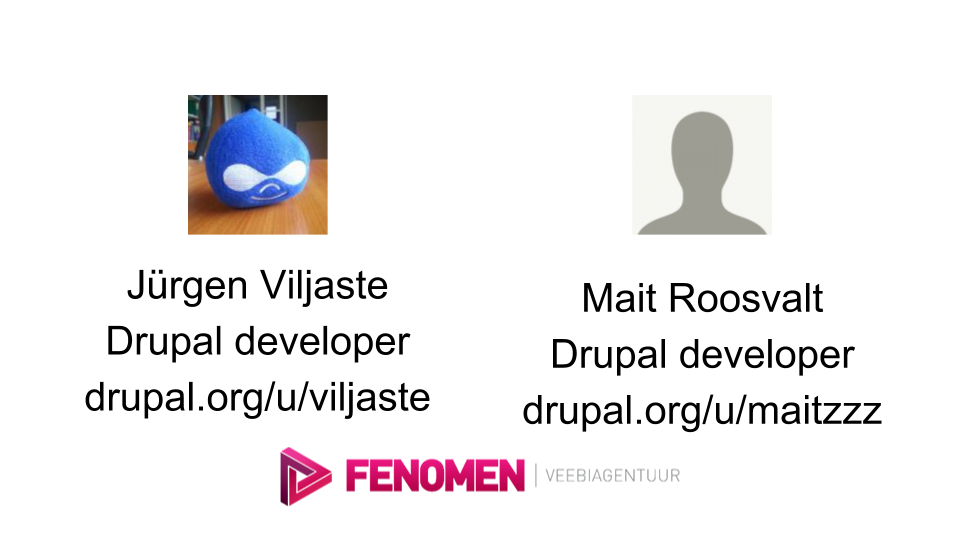 Jürgen Viljaste
Drupal developer
drupal.org/u/viljaste
Mait Roosvalt
Drupal developer
drupal.org/u/maitzzz
FENOMEN | VEEBIAGENTUUR